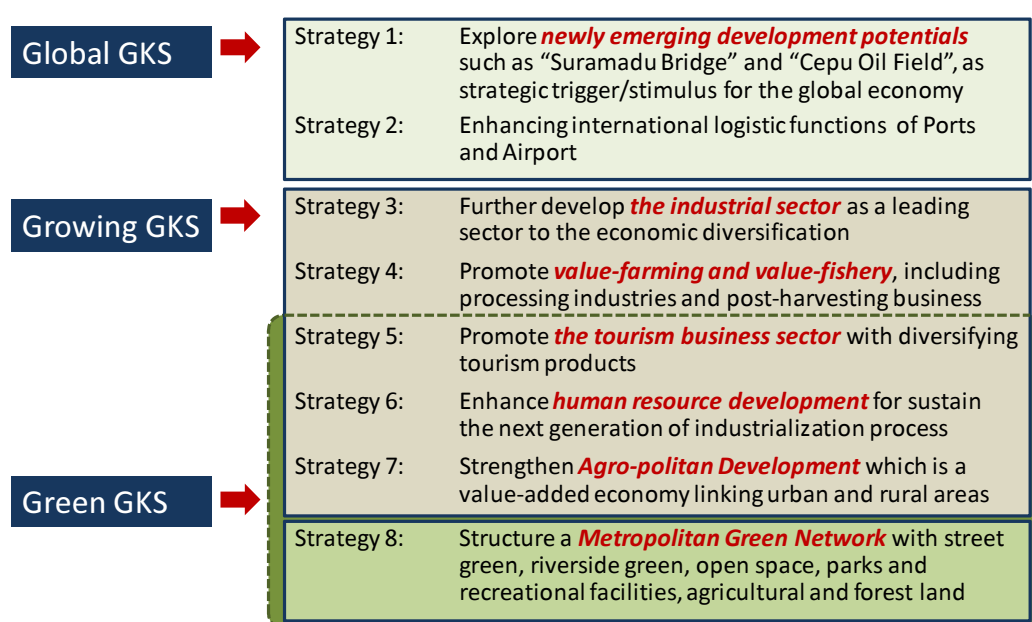 Global GKS
Strategy 1: Explore newly emerging development potentials
such as “Suramadu Bridge” and “Cepu Oil Field”, as
strategic trigger/stimulus for the global economy
Strategy 2: Enhancing international logistic functions of Ports
and Airport
Growing GKS
Strategy 3: Further develop the industrial sector as a leading
sector to the economic diversification
Strategy 4: Promote value-farming and value-fishery, including
processing industries and post-harvesting business
Strategy 5: Promote the tourism business sector with diversifying
tourism products
Strategy 6: Enhance human resource development for sustain
the next generation of industrialization process
Green GKS
Strategy 7: Strengthen Agro-politan Development which is a
value-added economy linking urban and rural areas
Strategy 8: Structure a Metropolitan Green Network with street
green, riverside green, open space, parks and
recreational facilities, agricultural and forest land